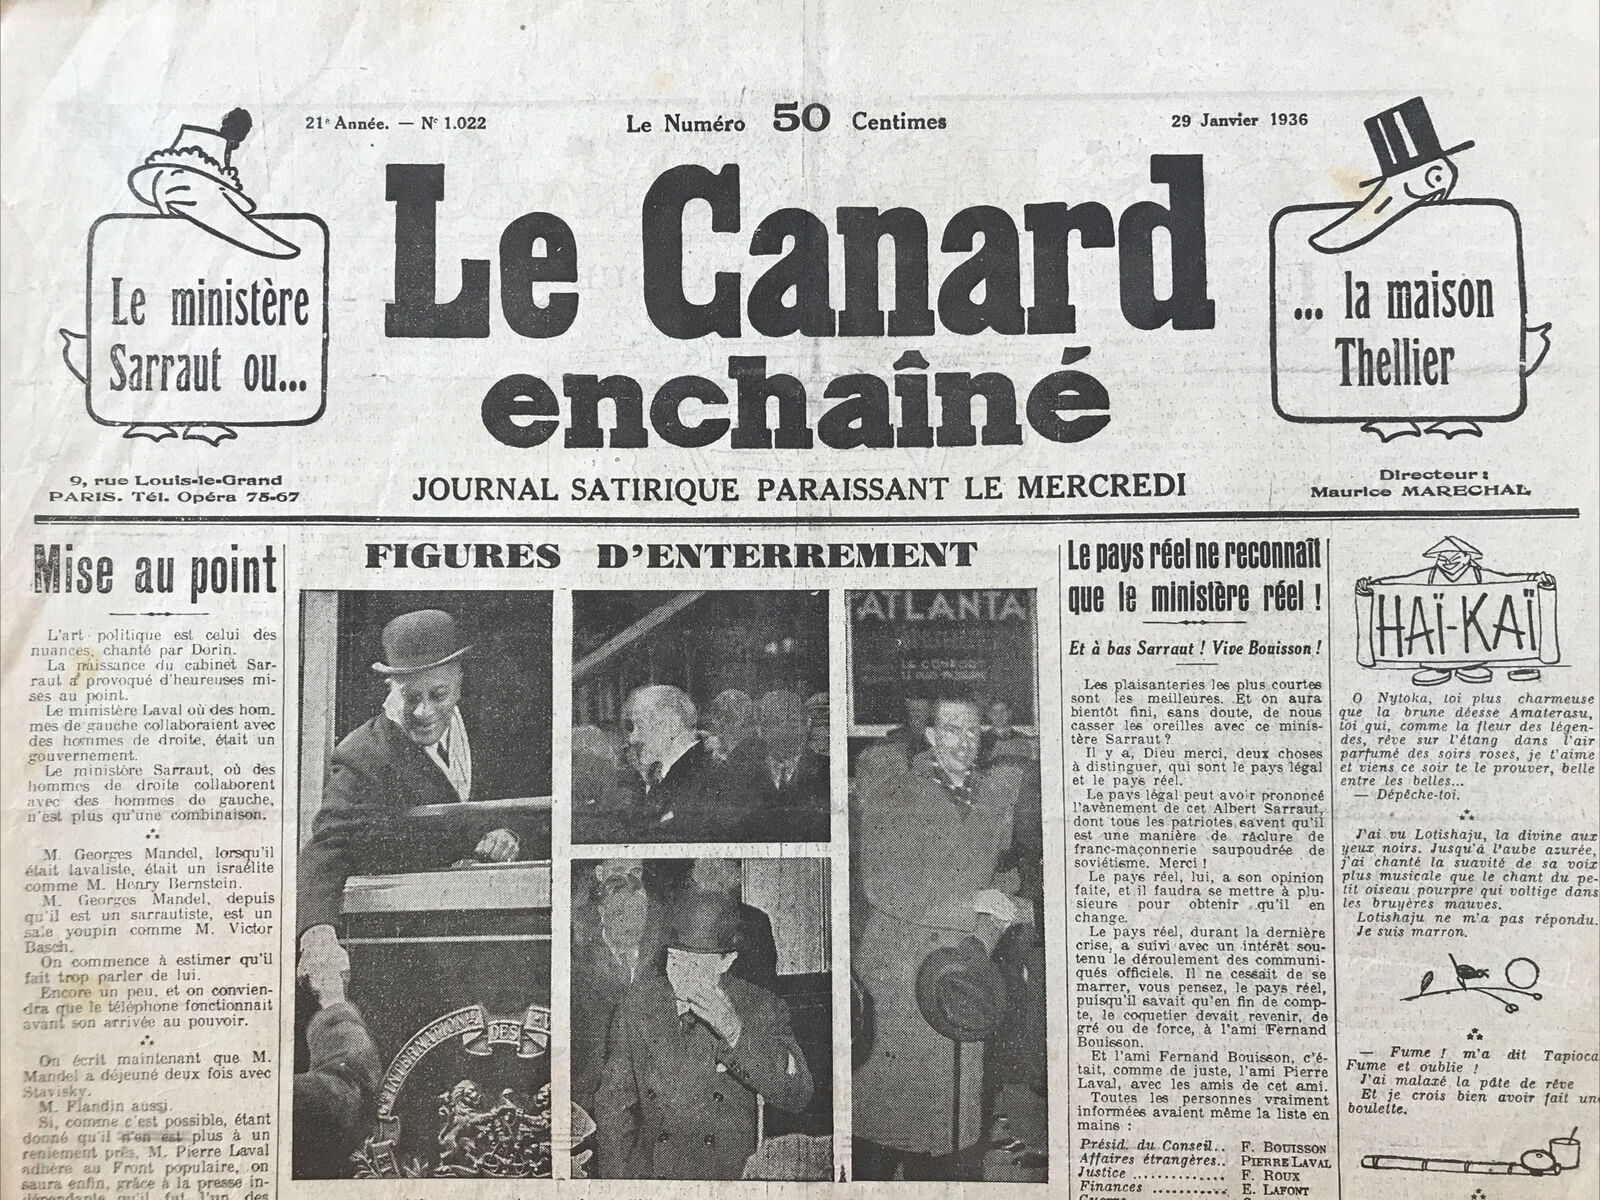 21e Année. — N° 1.022
Le Numéro 50 Centimes
29 Janvier 1936
Le ministère
Sarraut ou...
Le Canard
enchaîné
... la maison
Thellier
9, rue Louis-le-Grand
PARIS. Tél. Opéra 75-67
JOURNAL SATIRIQUE PARAISSANT LE MERCREDI
Directeur :
Maurice MARECHAL
Mise au point
L'art politique est celui des
nuances, chanté par Dorin.
La naissance du cabinet Sar-
raut a provoqué d'heureuses mi-
ses au point.
Le ministère Laval où des hom-
mes de gauche collaboraient avec
des hommes de droite, était un
gouvernement.
Le ministère Sarraut, où des
hommes de droite collaborent
avec des hommes de gauche,
n'est plus qu'une combinaison.
M. Georges Mandel, lorsqu'il
était lavaliste, était un israélite
comme M. Henry Bernstein.
M. Georges Mandel, depuis
qu'il est un sarrautiste, est un
sale youpin comme M. Victor
Basch.
On commence à estimer qu'il
fait trop parler de lui.
Encore un peu, et on convien-
dra que le téléphone fonctionnait
avant son arrivée au pouvoir.
On écrit maintenant que M.
Mandel a déjeuné deux fois avec
Stavisky.
M. Flandin aussi.
Si, comme c'est possible, étant
donné qu'il n'en est plus à un
reniement près, M. Pierre Laval
adhère au Front populaire, on
saura enfin, grâce à la presse in-
dépendante qu'il fut l'un des
FIGURES D'ENTERREMENT
ATLANTA
INTERNATIONAL DES
Le pays réel ne reconnaît
que le ministère réel !
Et à bas Sarraut ! Vive Bouisson !
Les plaisanteries les plus courtes
sont les meilleures. Et on aura
bientôt fini, sans doute, de nous
casser les oreilles avec ce minis-
tère Sarraut ?
Il y a, Dieu merci, deux choses
à distinguer, qui sont le pays légal
et le pays réel.
Le pays légal peut avoir prononcé
l'avènement de cet Albert Sarraut,
dont tous les patriotes savent qu'il
est une manière de râclure de
franc-maçonnerie saupoudrée de
soviétisme. Merci !
Le pays réel, lui, a son opinion
faite, et il faudra se mettre à plu-
sieurs pour obtenir qu'il en
change.
Le pays réel, durant la dernière
crise, a suivi avec un intérêt sou-
tenu le déroulement des communi-
qués officiels. Il ne cessait de se
marrer, vous pensez, le pays réel,
puisqu'il savait qu'en fin de comp-
te, le coquetier devait revenir, de
gré ou de force, à l'ami Fernand
Bouisson.
Et l'ami Fernand Bouisson, c'é-
tait, comme de juste, l'ami Pierre
Laval, avec les amis de cet ami.
Toutes les personnes vraiment
informées avaient même la liste en
mains :
Présid. du Conseil.. F. BOUISSON
Affaires étrangères.. PIERRE LAVAL
Justice .............. F. ROUX
Finances .......... E. LAFONT
HAÏ-KAÏ
O Nytoka, toi plus charmeuse
que la brune déesse Amaterasu,
toi qui, comme la fleur des légen-
des, rêve sur l'étang dans l'air
parfumé des soirs roses, je t'aime
et viens ce soir te le prouver, belle
entre les belles...
— Dépêche-toi.
J'ai vu Lotishaju, la divine aux
yeux noirs. Jusqu'à l'aube azurée,
j'ai chanté la suavité de sa voix
plus musicale que le chant du pe-
tit oiseau pourpre qui voltige dans
les bruyères mauves.
Lotishaju ne m'a pas répondu.
Je suis marron.
— Fume ! m'a dit Tapioca
Fume et oublie !
J'ai malaxé la pâte de rêve
Et je crois bien avoir fait une
boulette.